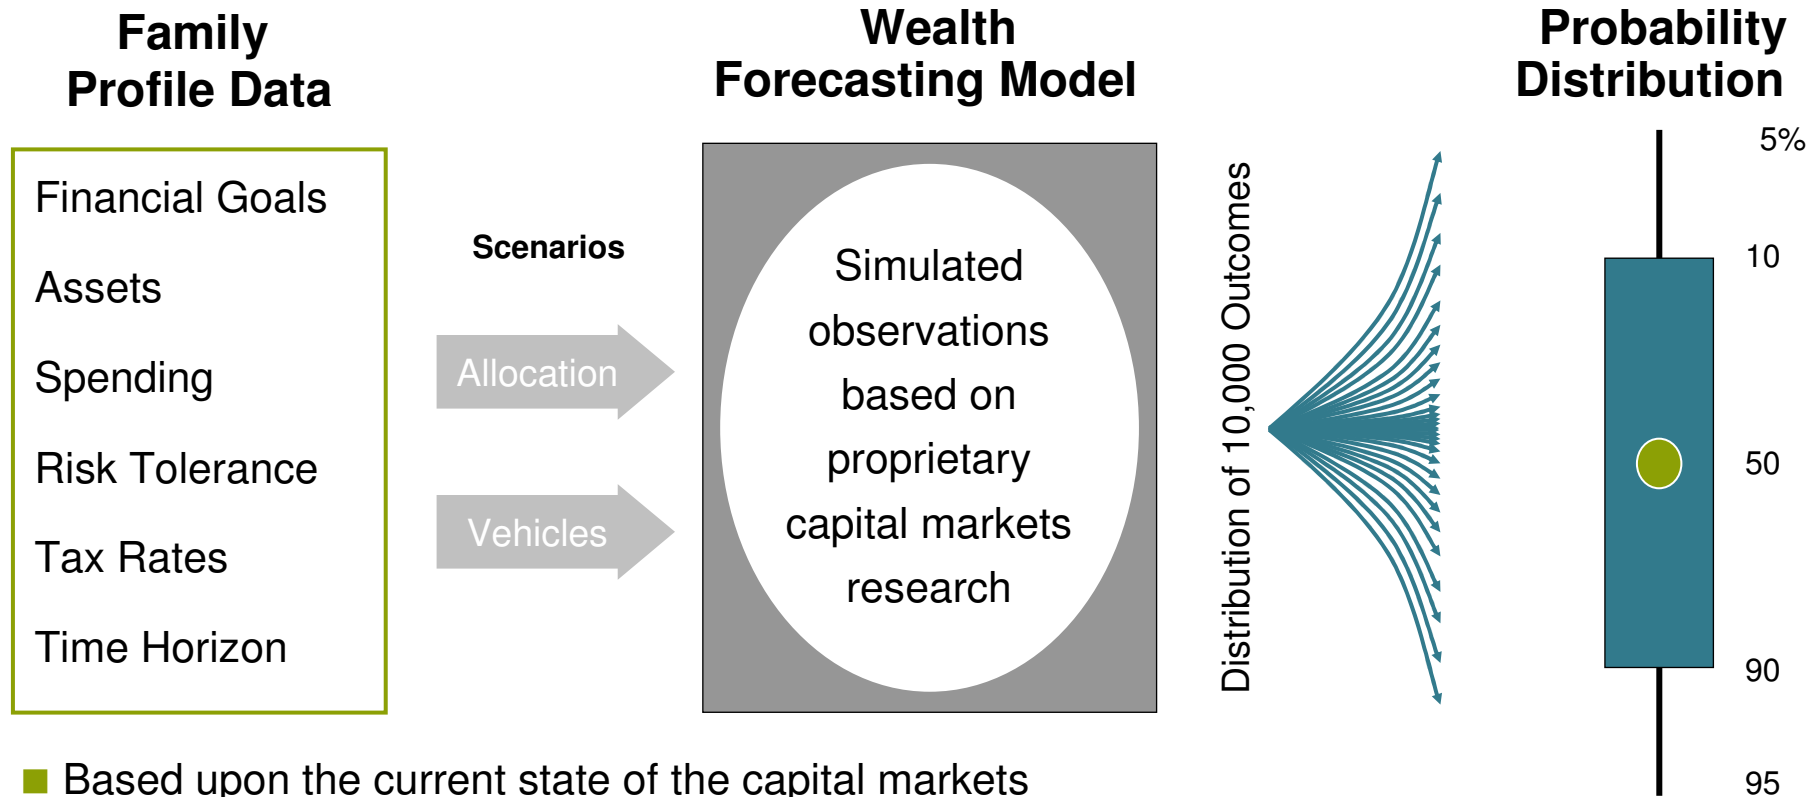 Family
Profile Data
Financial Goals
Assets
Spending
Risk Tolerance
Tax Rates
Time Horizon
Scenarios
Allocation
Vehicles
Wealth
Forecasting Model
Simulated
observations
based on
proprietary
capital markets
research
Distribution of 10,000 Outcomes
Probability
Distribution
5%
10
50
90
95
Based upon the current state of the capital markets